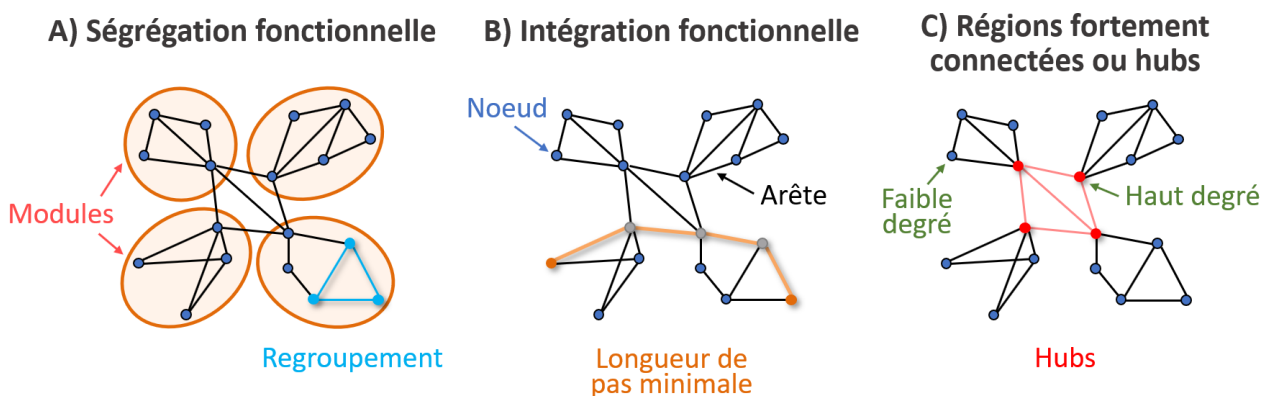 A) Ségrégation fonctionnelle
B) Intégration fonctionnelle
C) Régions fortement
connectées ou hubs
Modules
Regroupement
Noeud
Arête
Longueur de
pas minimale
Faible
degré
Haut degré
Hubs